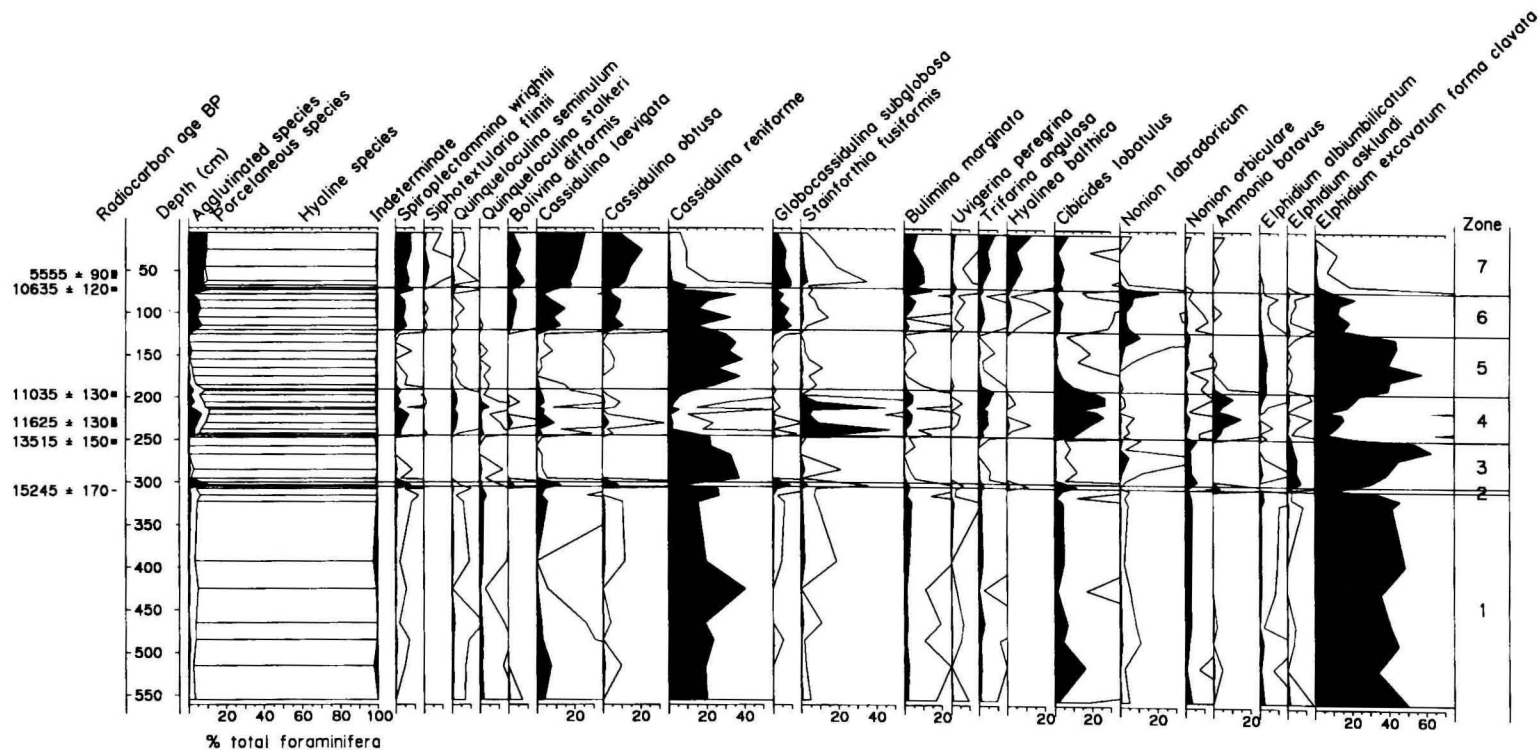 Radiocarbon age BP
Depth (cm)
Agglutinated species
Porcelaneous species
Hyaline species
Indeterminate
Spiroplectammina wrightii
Siphotextularia flintii
Quinqueloculina seminulum
Quinqueloculina stalkeri
Bolivina difformis
Cassidulina laevigata
Cassidulina obtusa
Cassidulina reniforme
Globocassidulina subglobosa
Stainforthia fusiformis
Bulimina marginata
Uvigerina peregrina
Trifarina angulosa
Hyalinea balthica
Cibicides lobatulus
Nonion labradoricum
Nonion orbiculare
Ammonia batavus
Elphidium albiumbilicatum
Elphidium asklundi
Elphidium excavatum forma clavata
Zone
5555 ± 90
10635 ± 120
11035 ± 130
11625 ± 130
13515 ± 150
15245 ± 170
50
100
150
200
250
300
350
400
450
500
550
7
6
5
4
3
2
1
20 40 60 80 100
20
20
20 40
20 40
20
20
20
20
20 40 60
% total foraminifera